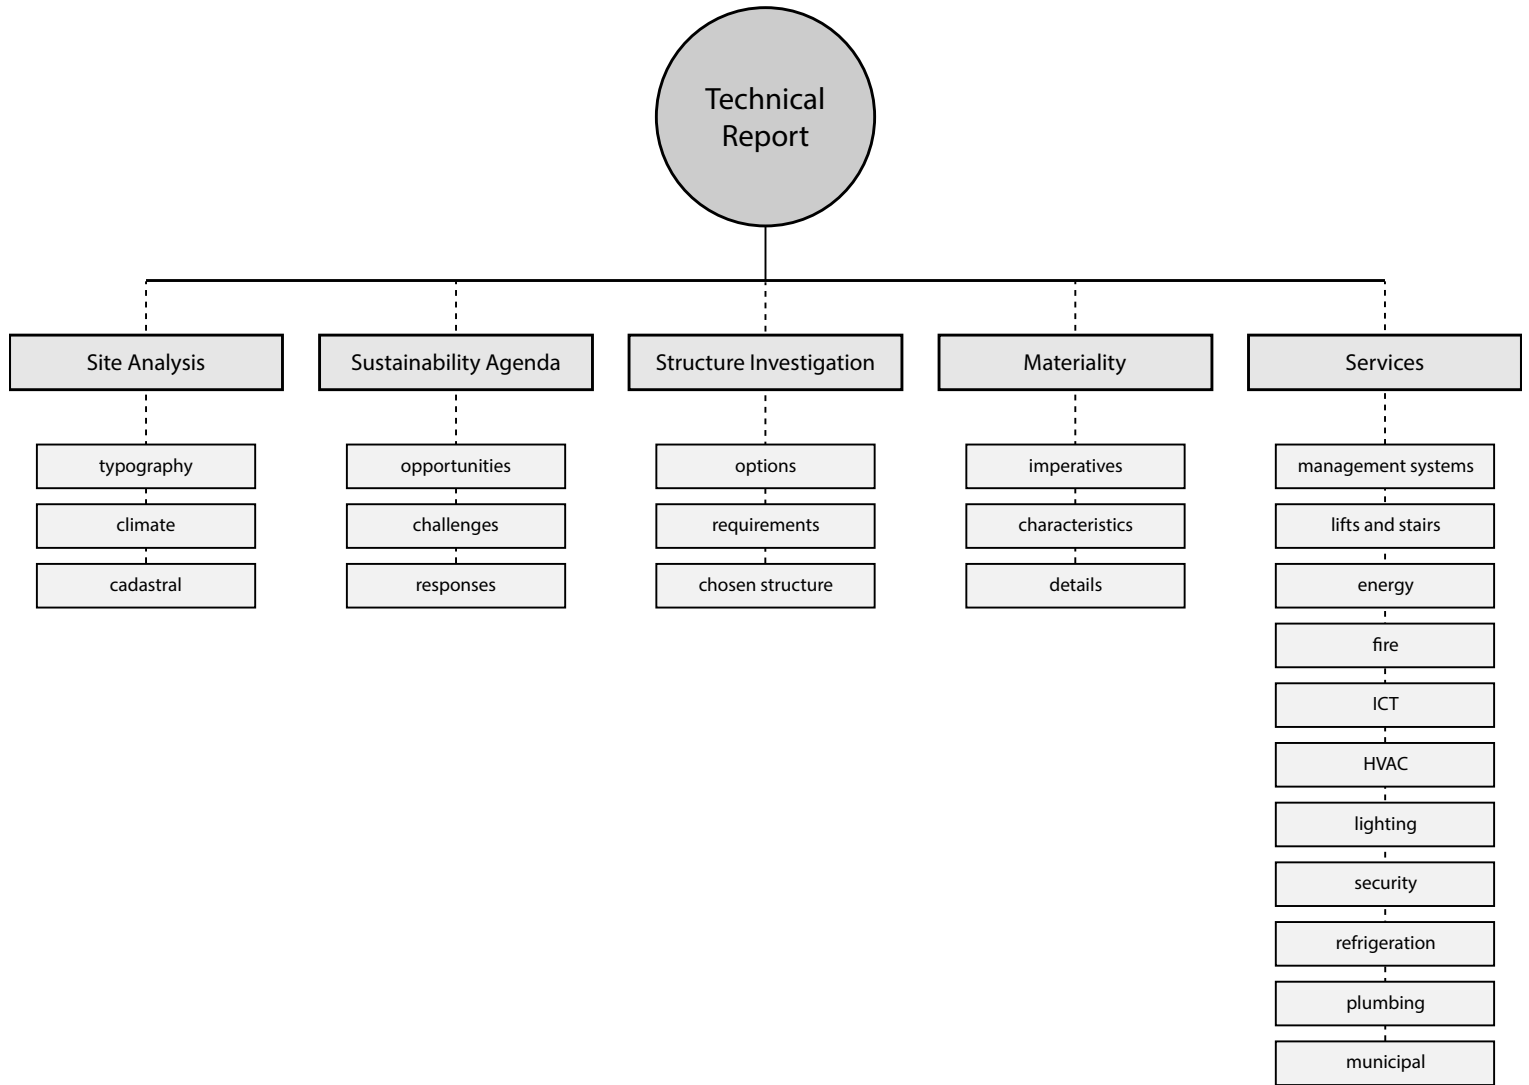 Technical
Report
Site Analysis
typography
climate
cadastral
Sustainability Agenda
opportunities
challenges
responses
Structure Investigation
options
requirements
chosen structure
Materiality
imperatives
characteristics
details
Services
management systems
lifts and stairs
energy
fire
ICT
HVAC
lighting
security
refrigeration
plumbing
municipal